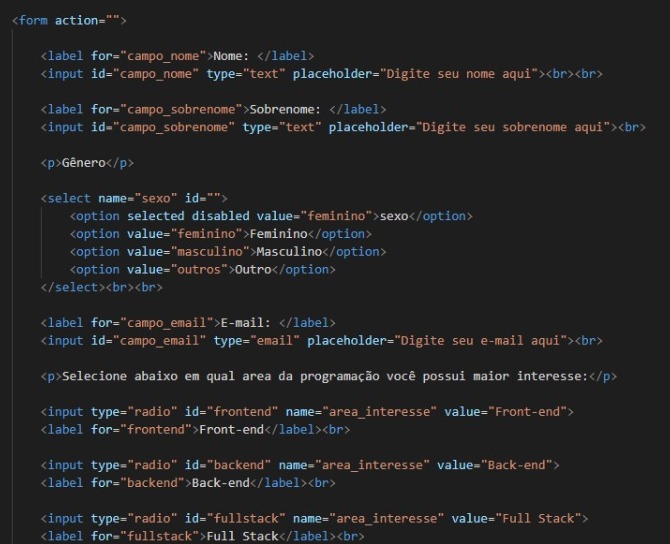 <form action="">
<label for="campo_nome">Nome: </label>
<input id="campo_nome" type="text" placeholder="Digite seu nome aqui"><br><br>
<label for="campo_sobrenome">Sobrenome: </label>
<input id="campo_sobrenome" type="text" placeholder="Digite seu sobrenome aqui"><br>
<p>Gênero</p>
<select name="sexo" id="">
<option selected disabled value="feminino">sexo</option>
<option value="feminino">Feminino</option>
<option value="masculino">Masculino</option>
<option value="outros">Outro</option>
</select><br><br>
<label for="campo_email">E-mail: </label>
<input id="campo_email" type="email" placeholder="Digite seu e-mail aqui"><br>
<p>Selecione abaixo em qual area da programação você possui maior interesse:</p>
<input type="radio" id="frontend" name="area_interesse" value="Front-end">
<label for="frontend">Front-end</label><br>
<input type="radio" id="backend" name="area_interesse" value="Back-end">
<label for="backend">Back-end</label><br>
<input type="radio" id="fullstack" name="area_interesse" value="Full Stack">
<label for="fullstack">Full Stack</label><br>